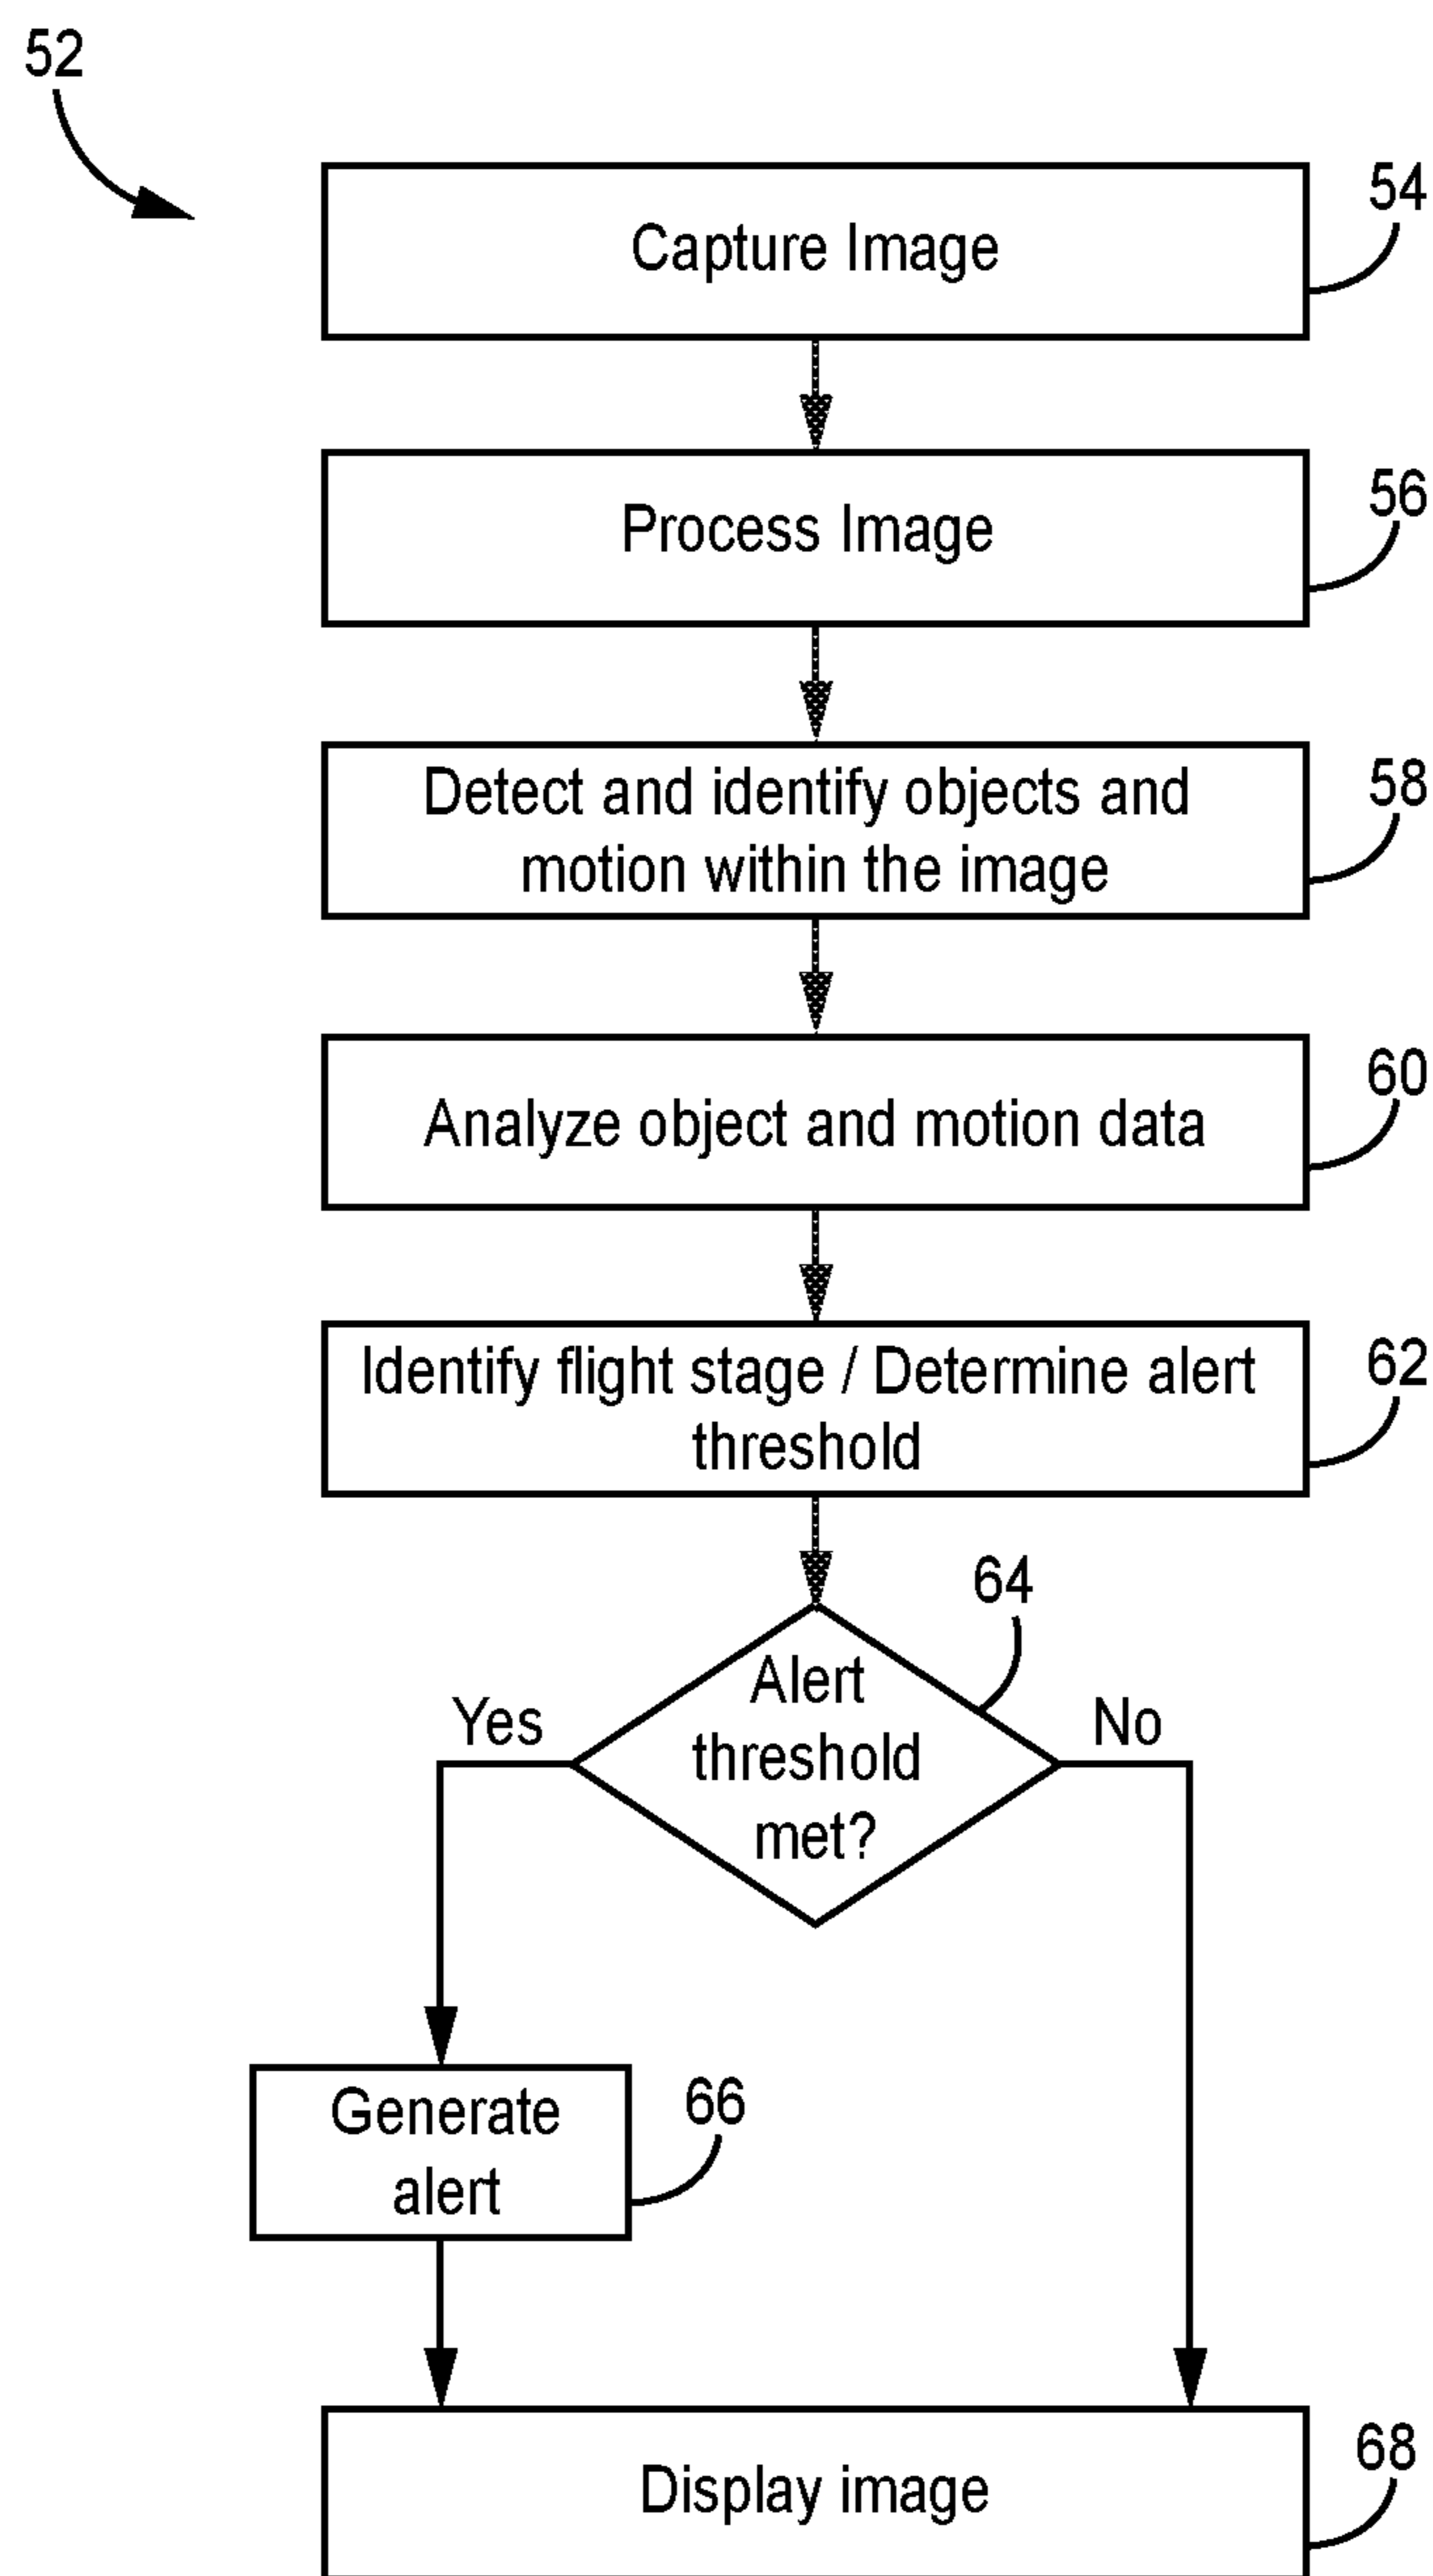 52
54
Capture Image
56
Process Image
58
Detect and identify objects and
motion within the image
60
Analyze object and motion data
62
Identify flight stage / Determine alert
threshold
64
Alert
threshold
met?
Yes
No
66
Generate
alert
68
Display image